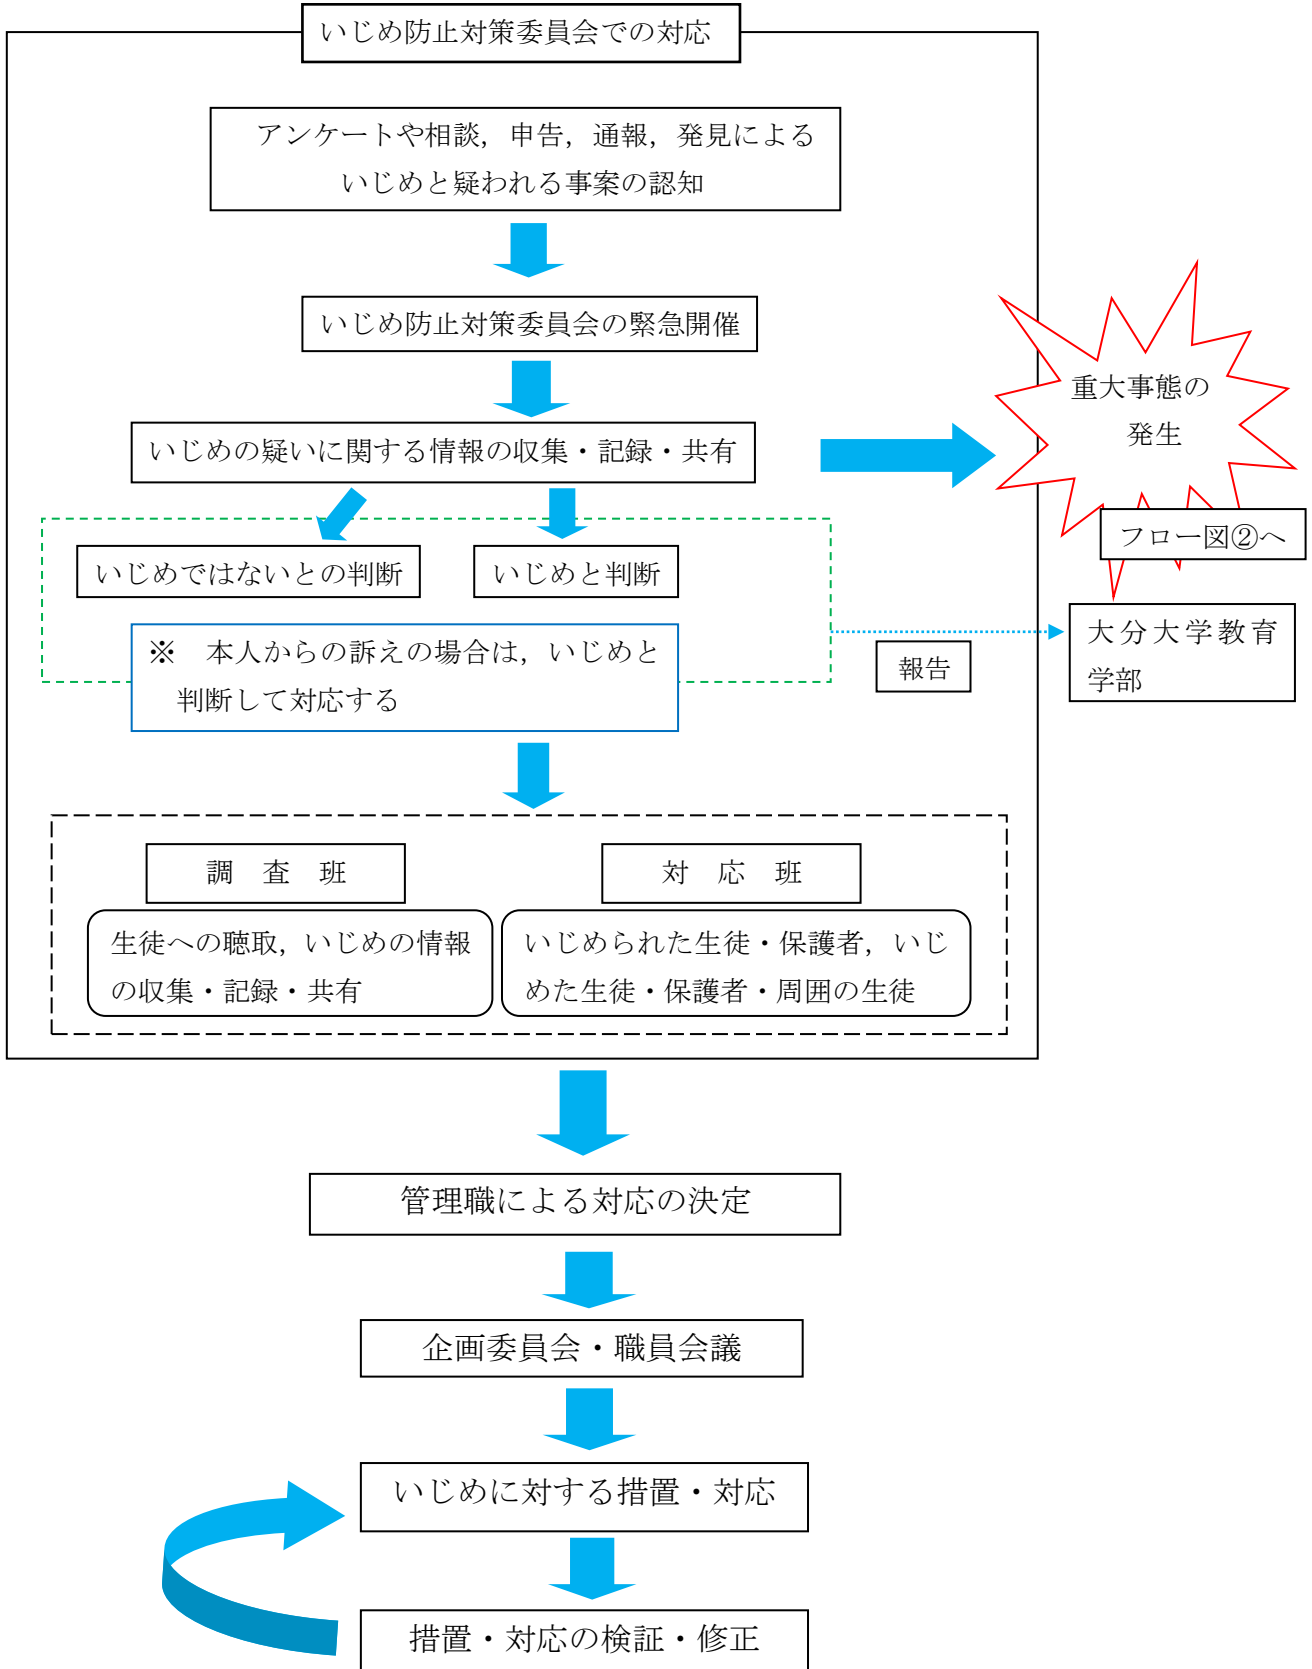 いじめ防止対策委員会での対応
アンケートや相談，申告，通報，発見による
いじめと疑われる事案の認知
いじめ防止対策委員会の緊急開催
重大事態の
発生
いじめの疑いに関する情報の収集・記録・共有
フロー図②へ
いじめではないとの判断
いじめと判断
※　本人からの訴えの場合は，いじめと
判断して対応する
報告
大分大学教育
学部
調　査　班
対　応　班
生徒への聴取，いじめの情報
の収集・記録・共有
いじめられた生徒・保護者，いじ
めた生徒・保護者・周囲の生徒
管理職による対応の決定
企画委員会・職員会議
いじめに対する措置・対応
措置・対応の検証・修正